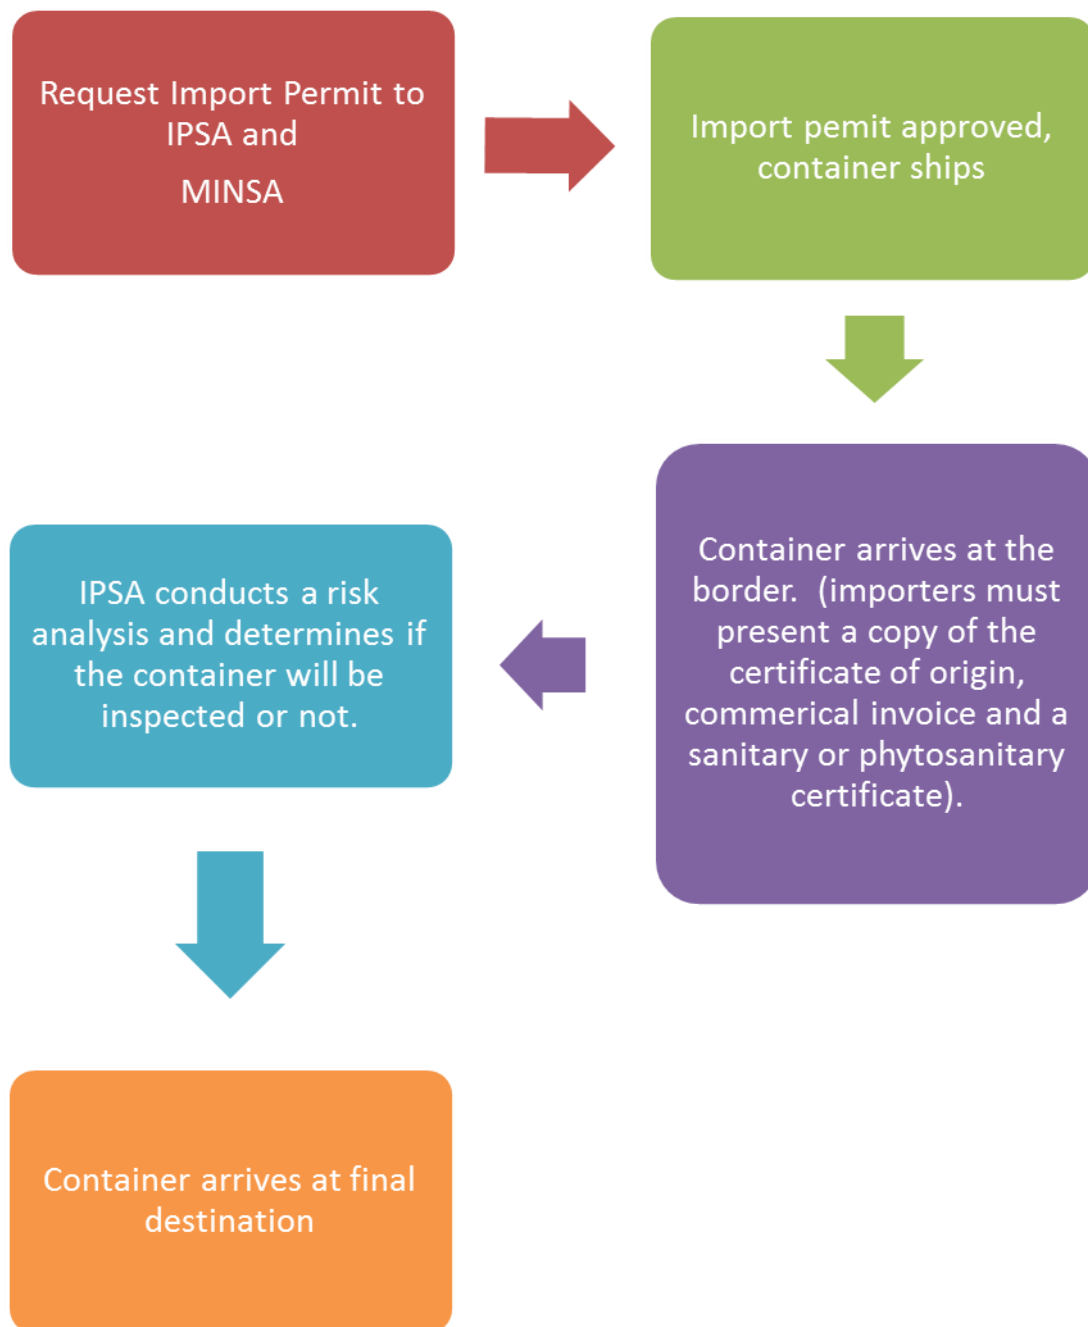 Request Import Permit to
IPSA and
MINSA
Import pemit approved,
container ships
Container arrives at the
border.  (importers must
present a copy of the
certificate of origin,
commerical invoice and a
sanitary or phytosanitary
certificate).
IPSA conducts a risk
analysis and determines if
the container will be
inspected or not.
Container arrives at final
destination